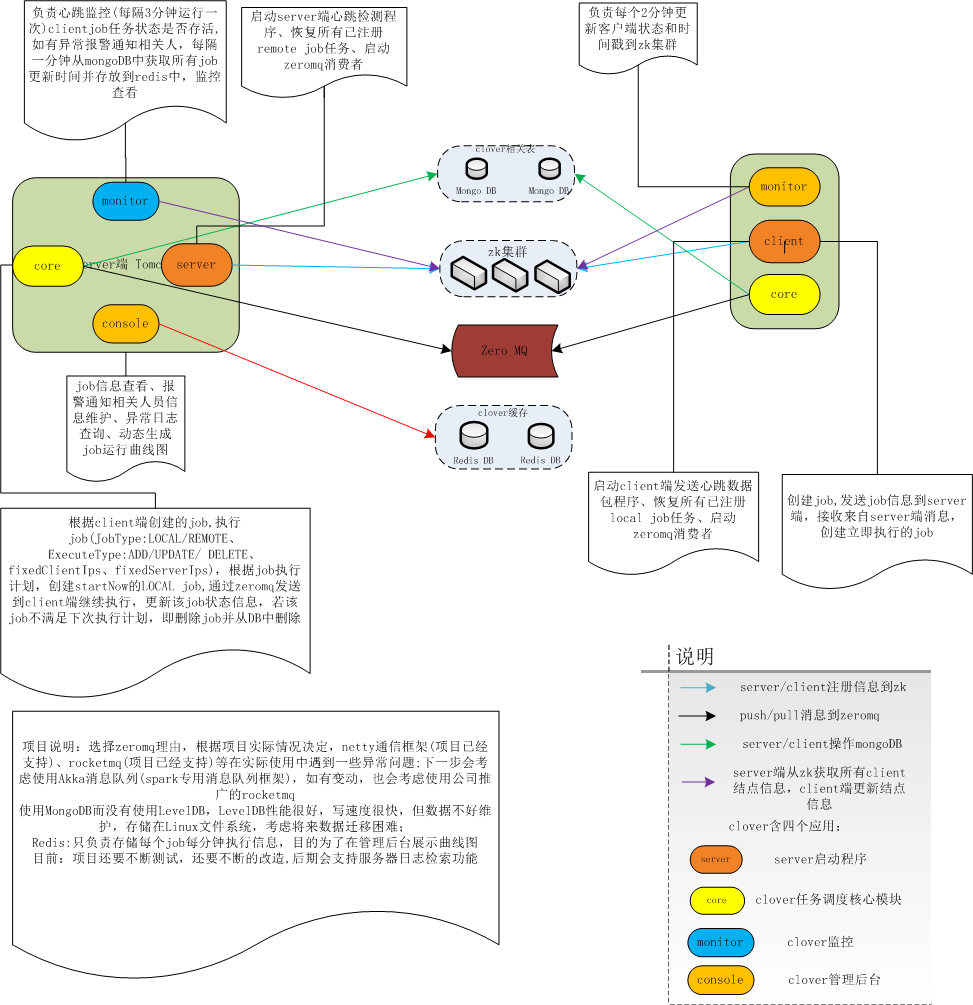 负责心跳监控(每隔3分钟运行一
次)clientjob任务状态是否存活,
如有异常报警通知相关人，每隔
一分钟从mongoDB中获取所有job
更新时间并存放到redis中，监控
查看
启动server端心跳检测程
序、恢复所有已注册
remote job任务、启动
zeromq消费者
负责每个2分钟更
新客户端状态和时
间戳到zk集群
clover相关表
Mongo DB
Mongo DB
monitor
core
server端 Tomc
server
console
zk集群
Zero MQ
clover缓存
Redis DB
Redis DB
monitor
client
core
job信息查看、报
警通知相关人员信
息维护、异常日志
查询、动态生成
job运行曲线图
启动client端发送心跳数据
包程序、恢复所有已注册
local job任务、启动
zeromq消费者
创建job,发送job信息到server
端，接收来自server端消息，
创建立即执行的job
根据client端创建的job,执行
job(JobType:LOCAL/REMOTE、
ExecuteType:ADD/UPDATE/ DELETE、
fixedClientIps、fixedServerIps)，根据job执行
计划，创建startNow的LOCAL job,通过zeromq发送
到client端继续执行，更新该job状态信息，若该
job不满足下次执行计划，即删除job并从DB中删除
项目说明：选择zeromq理由，根据项目实际情况决定，netty通信框架(项目已经
支持)、rocketmq(项目已经支持)等在实际使用中遇到一些异常问题;下一步会考
虑使用Akka消息队列(spark专用消息队列框架)，如有变动，也会考虑使用公司推
广的rocketmq
使用MongoDB而没有使用LevelDB，LevelDB性能很好，写速度很快，但数据不好维
护，存储在Linux文件系统，考虑将来数据迁移困难；
Redis:只负责存储每个job每分钟执行信息，目的为了在管理后台展示曲线图
目前：项目还要不断测试，还要不断的改造,后期会支持服务器日志检索功能
说明
server/client注册信息到zk
push/pull消息到zeromq
server/client操作mongoDB
server端从zk获取所有client
结点信息，client端更新结点
信息
clover含四个应用：
server
server启动程序
core
clover任务调度核心模块
monitor
clover监控
console
clover管理后台